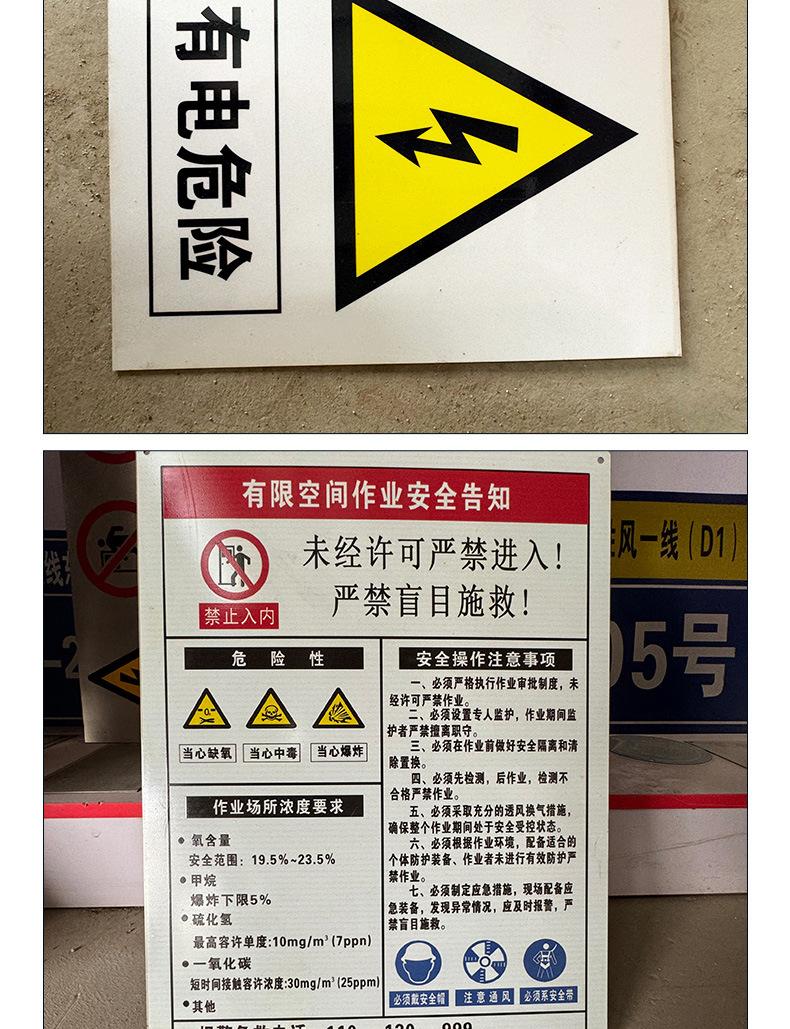 有电危险
有限空间作业安全告知
未经许可严禁进入!
严禁盲目施救!
禁止入内
危 险 性
当心缺氧 当心中毒 当心爆炸
作业场所浓度要求
氧含量
安全范围: 19.5%~23.5%
甲烷
爆炸下限5%
硫化氢
最高容许单度:10mg/m³(7ppn)
一氧化碳
短时间接触容许浓度:30mg/m³(25ppm)
其他
安全操作注意事项
一、必须严格执行作业审批制度，未
经许可严禁作业。
二、必须设置专人监护，作业期间监
护者严禁擅离职守。
三、必须在作业前做好安全隔离和清
除置换。
四、必须先检测，后作业，检测不
合格严禁作业。
五、必须采取充分的透风换气措施，
确保整个作业期间处于安全受控状态。
六、必须根据作业环境，配备适合的
个体防护装备、作业者未进行有效防护严
禁作业。
七、必须制定应急措施，现场配备应
急装备，发现异常情况，应及时报警，严
禁盲目施救。
必须戴安全帽 注意通风 必须系安全带
风一线(D1)
05号